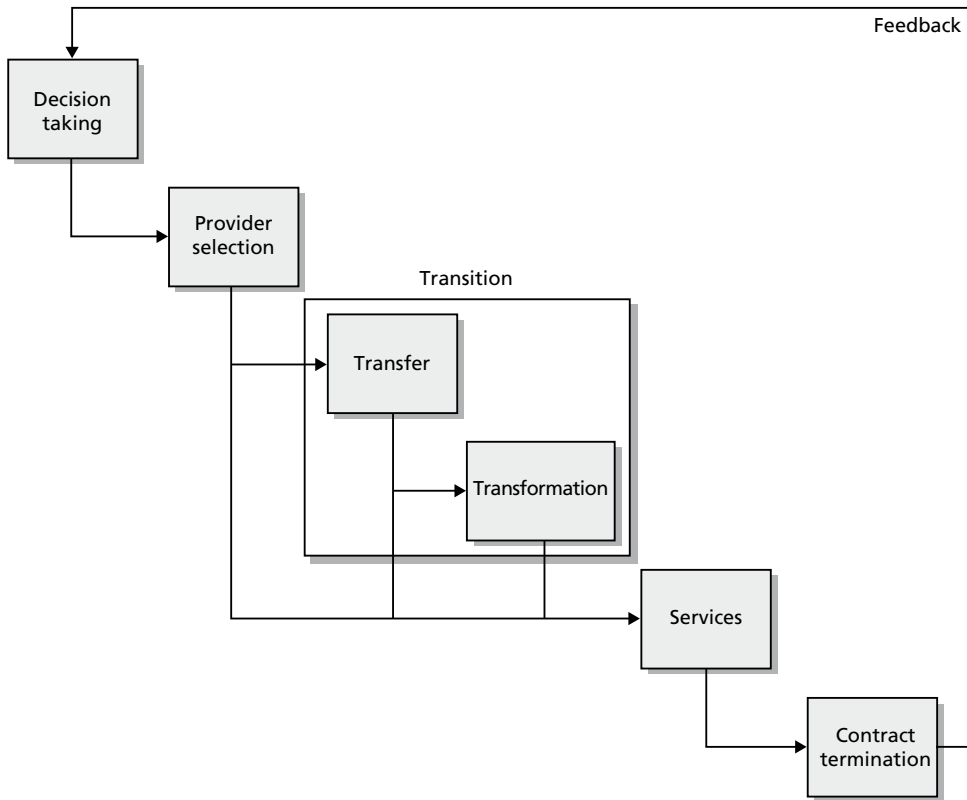 Feedback
Decision
taking
Provider
selection
Transition
Transfer
Transformation
Services
Contract
termination